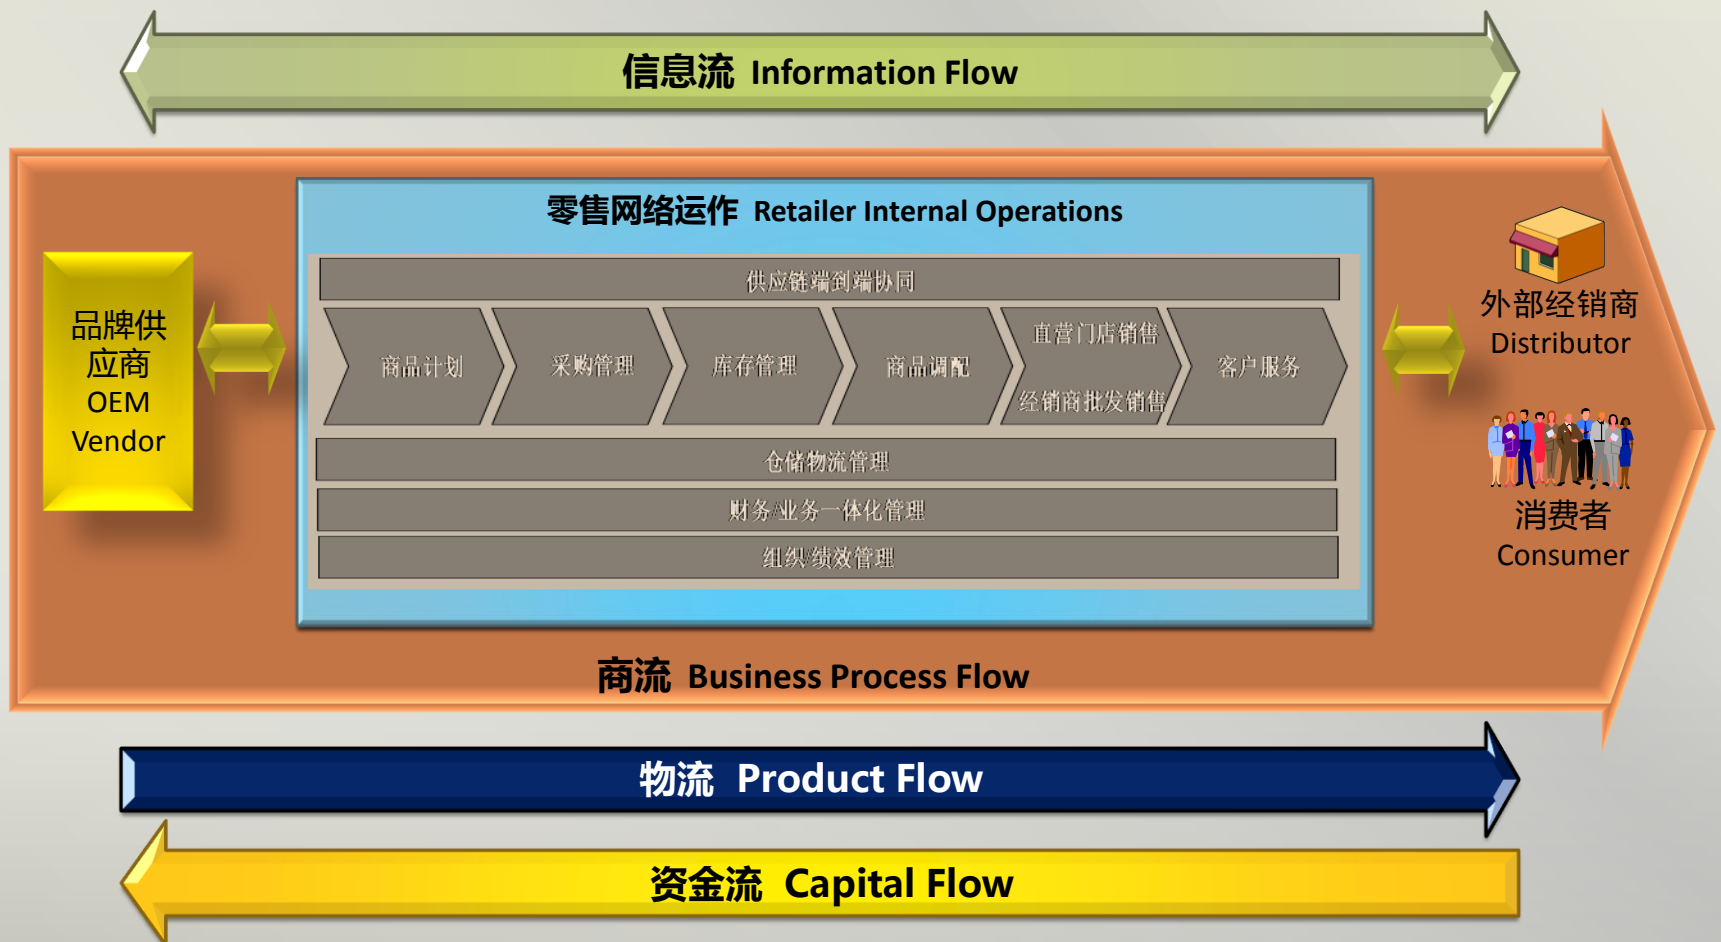 信息流 Information Flow
零售网络运作 Retailer Internal Operations
品牌供
应商
OEM
Vendor
供应链端到端协同
商品计划
采购管理
库存管理
商品调配
直营门店销售
经销商批发销售
客户服务
仓储物流管理
财务/业务一体化管理
组织/绩效管理
外部经销商
Distributor
消费者
Consumer
商流 Business Process Flow
物流 Product Flow
资金流 Capital Flow